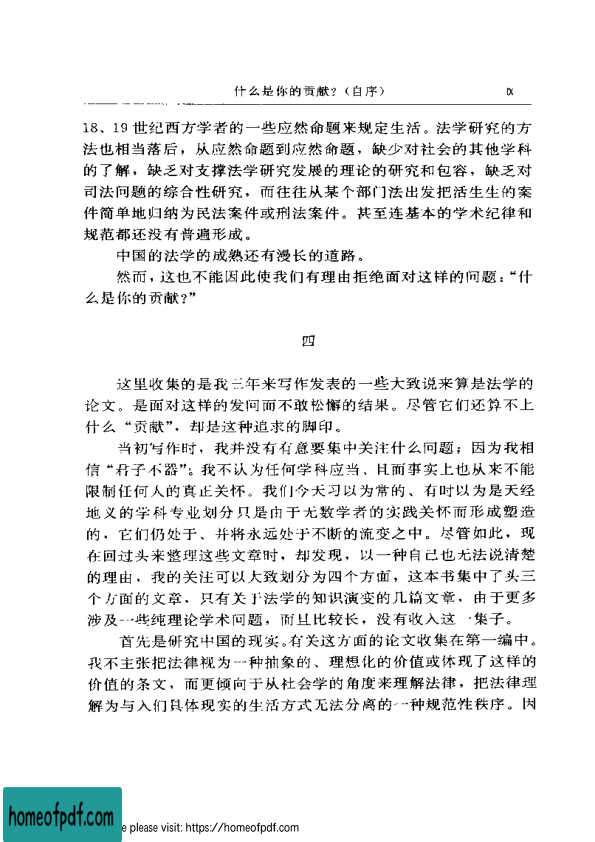 什么是你的贡献？（自序） Ⅸ
18、19世纪西方学者的一些应然命题来规定生活。法学研究的方
法也相当落后，从应然命题到应然命题，缺少对社会的其他学科
的了解，缺乏对支撑法学研究发展的理论的研究和包容，缺乏对
司法问题的综合性研究，而往往从某个部门法出发把活生生的案
件简单地归纳为民法案件或刑法案件。甚至连基本的学术纪律和
规范都还没有普遍形成。
中国的法学的成熟还有漫长的道路。
然而，这也不能因此使我们有理由拒绝面对这样的问题：“什
么是你的贡献？”
四
这里收集的是我三年来写作发表的一些大致说来算是法学的
论文。是面对这样的发问而不敢松懈的结果。尽管它们还算不上
什么“贡献”，却是这种追求的脚印。
当初写作时，我并没有有意要集中关注什么问题；因为我相
信“君子不器”。我不认为任何学科应当、且而事实上也从来不能
限制任何人的真正关怀。我们今天习以为常的、有时以为是天经
地义的学科专业划分只是由于无数学者的实践关怀而形成塑造
的，它们仍处于、并将永远处于不断的流变之中。尽管如此，现
在回过头来整理这些文章时，却发现，以一种自己也无法说清楚
的理由，我的关注可以大致划分为四个方面，这本书集中了头三
个方面的文章，只有关于法学的知识演变的几篇文章，由于更多
涉及一些纯理论学术问题，而且比较长，没有收入这一集子。
首先是研究中国的现实。有关这方面的论文收集在第一编中。
我不主张把法律视为一种抽象的、理想化的价值或体现了这样的
价值的条文，而更倾向于从社会学的角度来理解法律，把法律理
解为与人们具体现实的生活方式无法分离的一种规范性秩序。因
homeofpdf.com
e please visit: https://homeofpdf.com